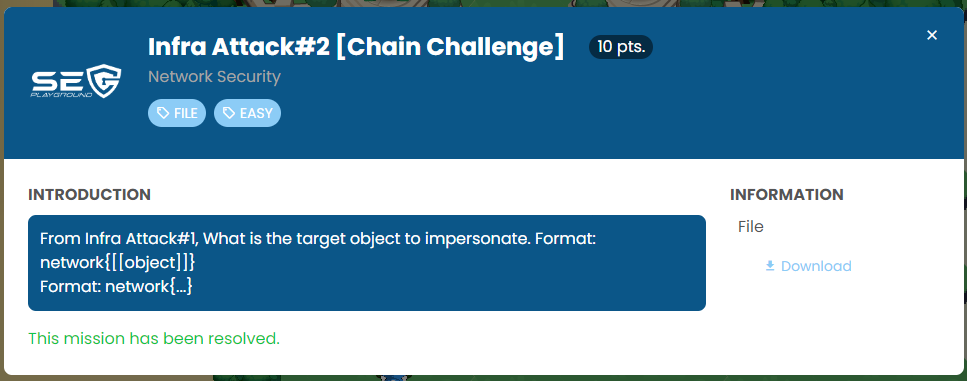 Infra Attack#2 [Chain Challenge]
10 pts.
×
Network Security
SEC
PLAYGROUND
FILE
EASY
INTRODUCTION
INFORMATION
From Infra Attack#1, What is the target object to impersonate. Format:
network{[[object]]}
Format: network{...}
File
Download
This mission has been resolved.